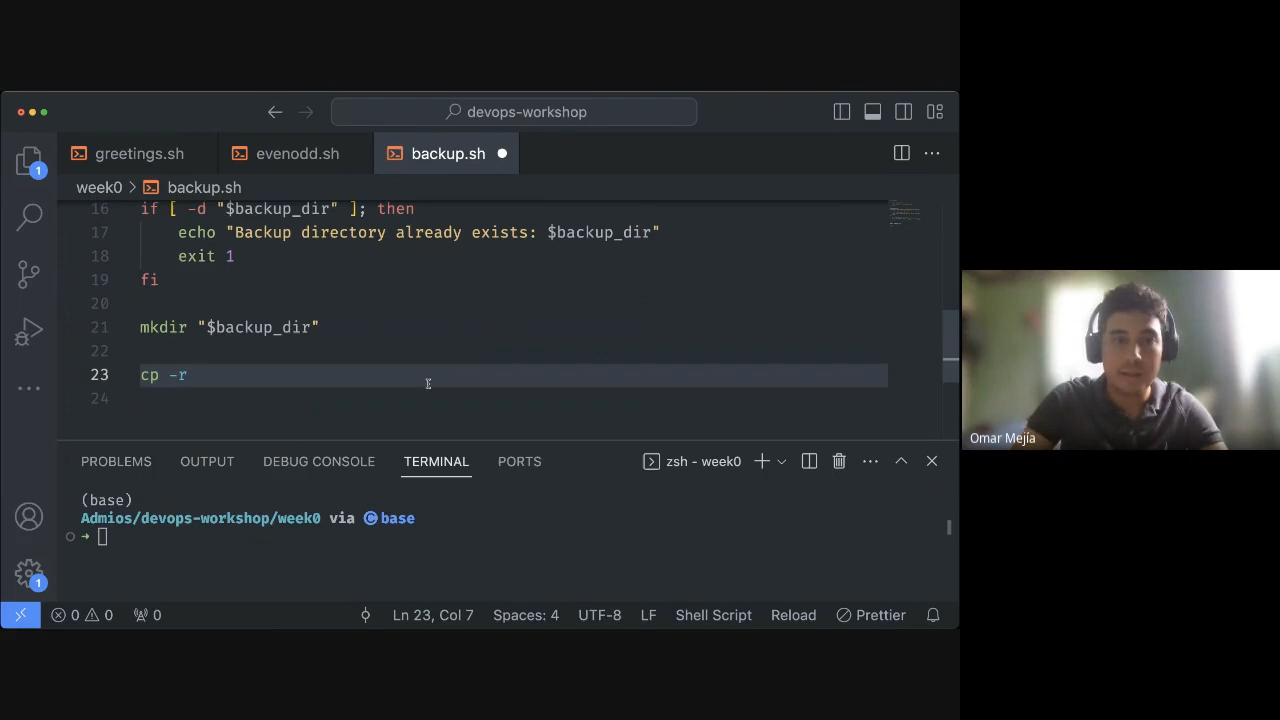 devops-workshop
greetings.sh
evenodd.sh
backup.sh
1
week0 > backup.sh
16 if [ -d "$backup_dir" ]; then
17 echo "Backup directory already exists: $backup_dir"
18 exit 1
19 fi
20
21 mkdir "$backup_dir"
22
23 cp -r
24
Omar Mejía
PROBLEMS OUTPUT DEBUG CONSOLE TERMINAL PORTS zsh - week0
(base)
Admios/devops-workshop/week0 via C base
1
0 0 0 Ln 23, Col 7 Spaces: 4 UTF-8 LF Shell Script Reload Prettier